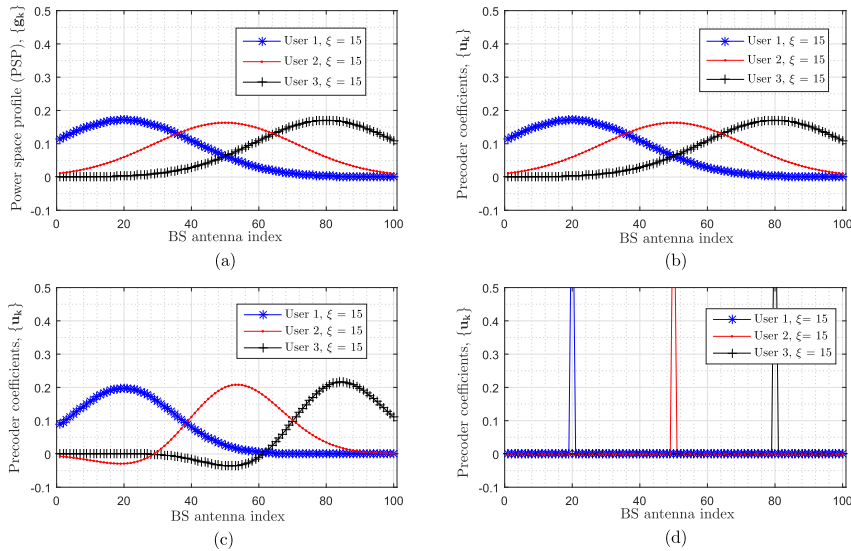 Power space profile (PSP), {g_k}
0.5
0.4
0.3
0.2
0.1
0
-0.1
0 20 40 60 80 100
BS antenna index
User 1, ξ = 15
User 2, ξ = 15
User 3, ξ = 15
(a)
Precoder coefficients, {u_k}
0.5
0.4
0.3
0.2
0.1
0
-0.1
0 20 40 60 80 100
BS antenna index
User 1, ξ = 15
User 2, ξ = 15
User 3, ξ = 15
(b)
Precoder coefficients, {u_k}
0.5
0.4
0.3
0.2
0.1
0
-0.1
0 20 40 60 80 100
BS antenna index
User 1, ξ = 15
User 2, ξ = 15
User 3, ξ = 15
(c)
Precoder coefficients, {u_k}
0.5
0.4
0.3
0.2
0.1
0
-0.1
0 20 40 60 80 100
BS antenna index
User 1, ξ= 15
User 2, ξ= 15
User 3, ξ = 15
(d)